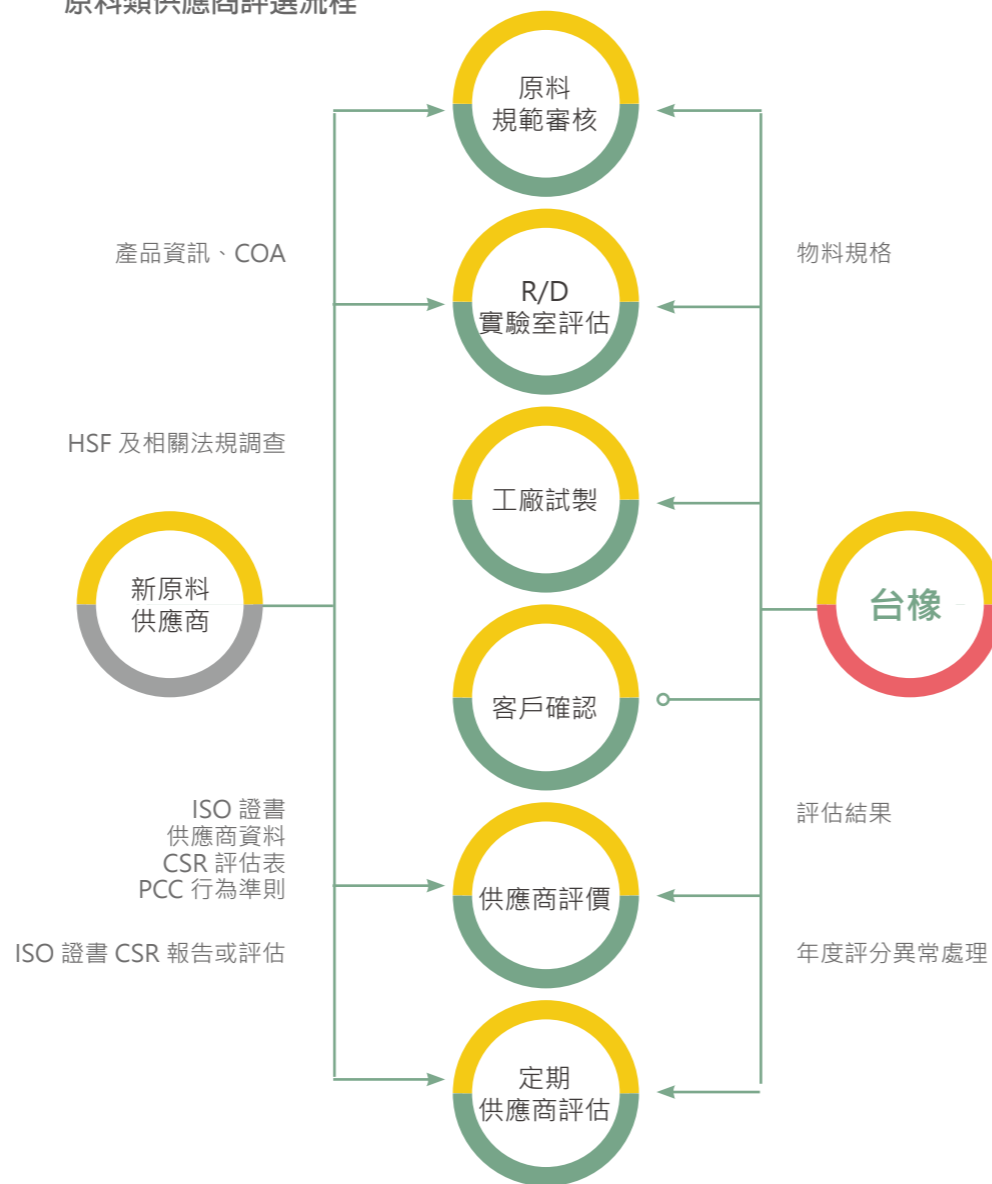 原料類供應商評選流程
原料
規範審核
產品資訊、COA
物料規格
R/D
實驗室評估
HSF 及相關法規調查
工廠試製
新原料
供應商
台橡
客戶確認
ISO 證書
供應商資料
CSR 評估表
PCC 行為準則
評估結果
供應商評價
ISO 證書 CSR 報告或評估
年度評分異常處理
定期
供應商評估